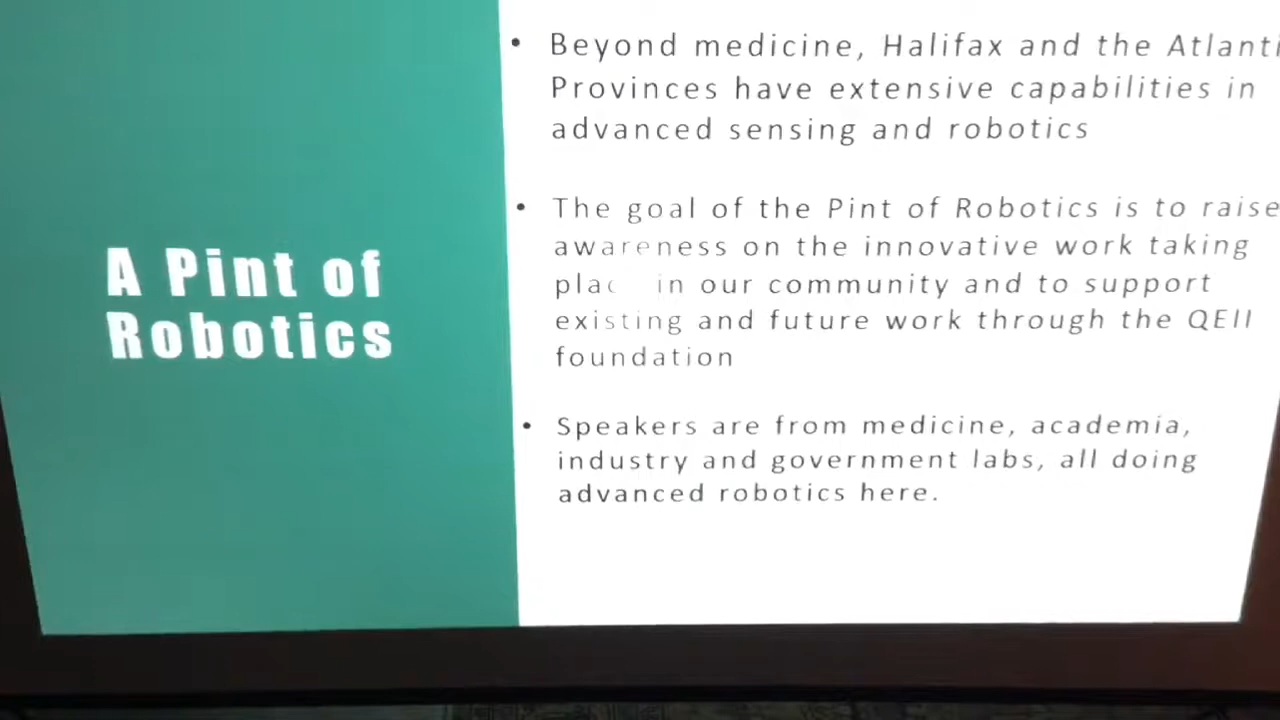 A Pint of
Robotics
• Beyond medicine, Halifax and the Atlanti
Provinces have extensive capabilities in
advanced sensing and robotics
• The goal of the Pint of Robotics is to raise
awareness on the innovative work taking
plac in our community and to support
existing and future work through the QEII
foundation
• Speakers are from medicine, academia,
industry and government labs, all doing
advanced robotics here.